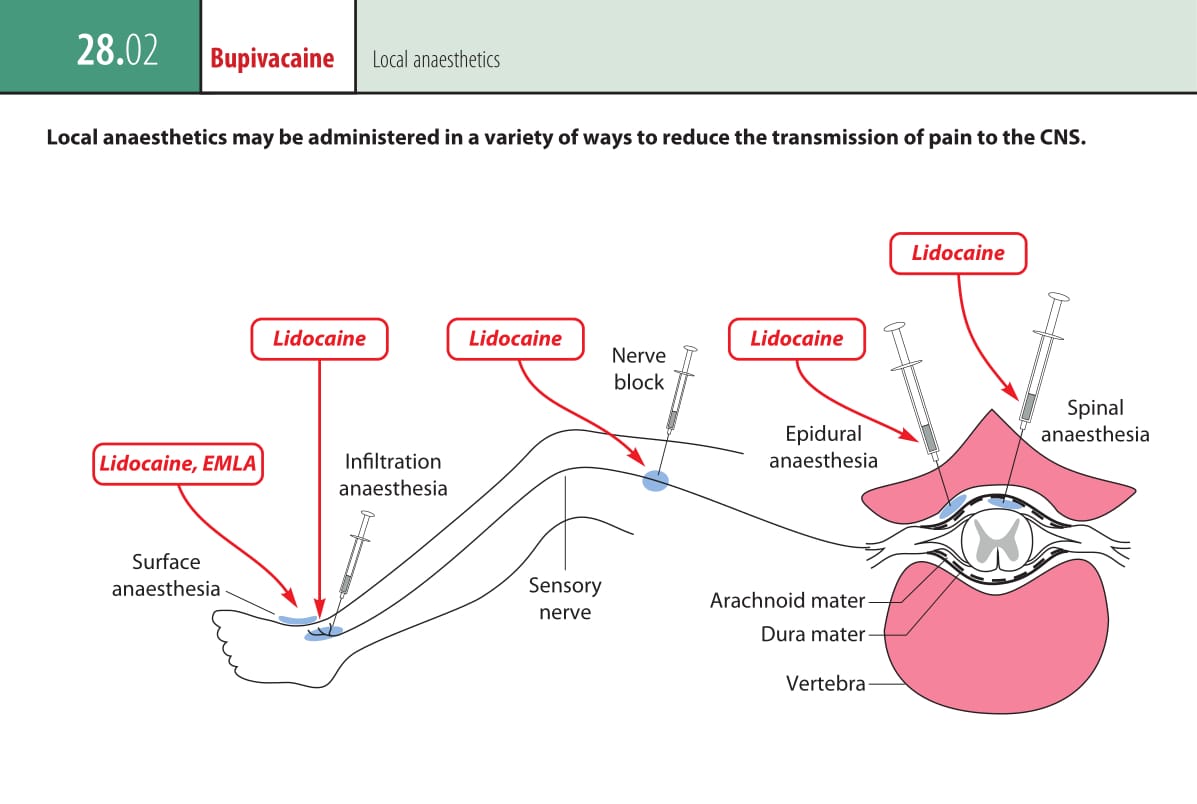 28.02
Bupivacaine
Local anaesthetics
Local anaesthetics may be administered in a variety of ways to reduce the transmission of pain to the CNS.
Lidocaine
Lidocaine
Lidocaine
Lidocaine
Nerve
block
Spinal
anaesthesia
Epidural
anaesthesia
Lidocaine, EMLA
Infiltration
anaesthesia
Surface
anaesthesia
Sensory
nerve
Arachnoid mater
Dura mater
Vertebra